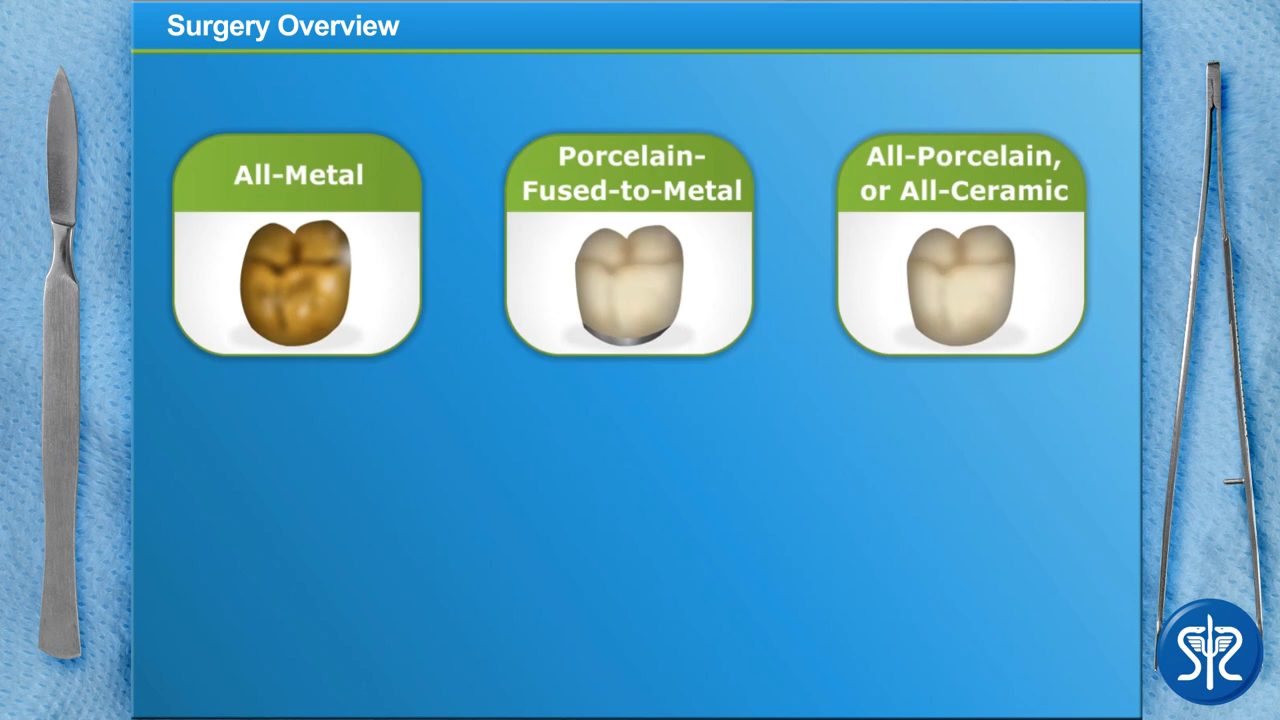 Surgery Overview
All-Metal
Porcelain-
Fused-to-Metal
All-Porcelain,
or All-Ceramic